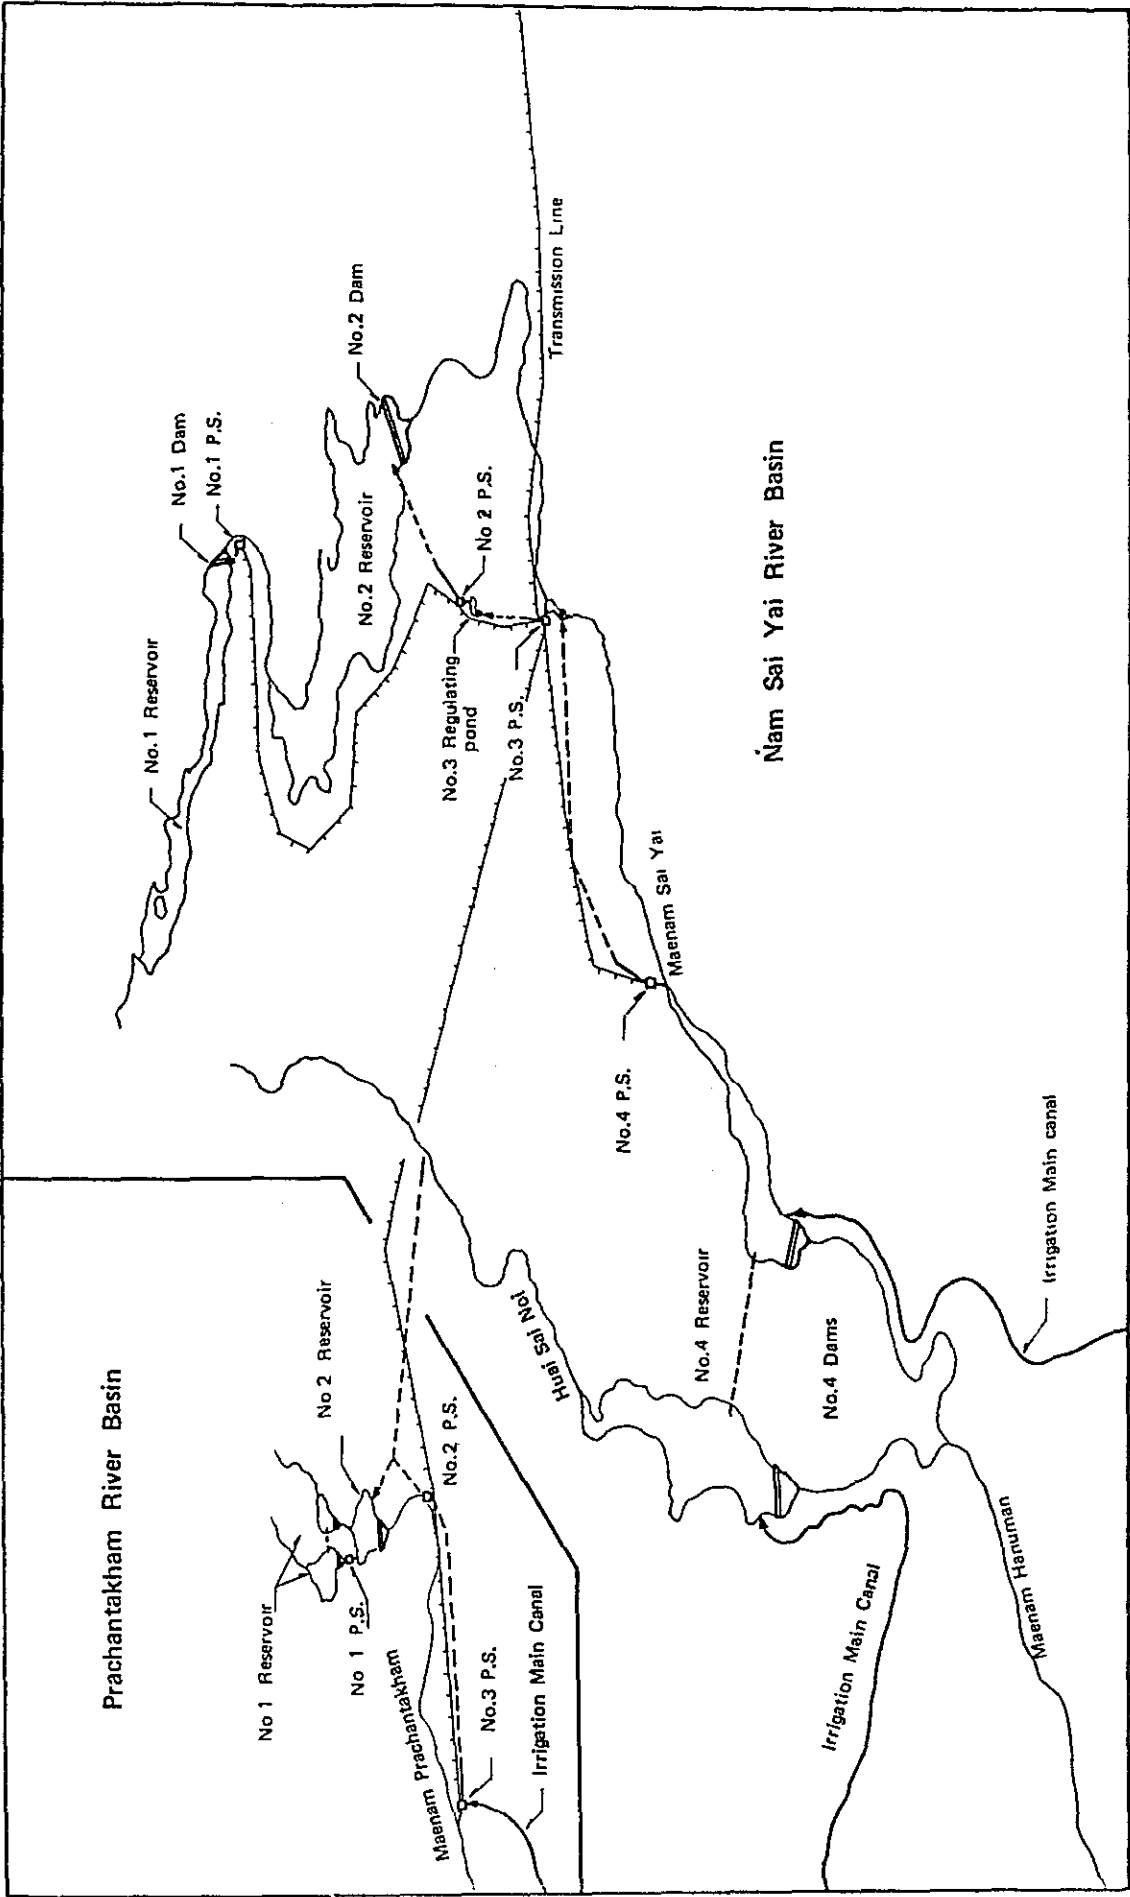 Prachantakham River Basin
No 1 Reservoir
No 2 Reservoir
No 1 P.S.
Maenam Prachantakham
No.2 P.S.
No.3 P.S.
Irrigation Main Canal
No.1 Reservoir
No.1 Dam
No.1 P.S.
No.2 Reservoir
No.2 Dam
No.3 Regulating
pond
No 2 P.S.
No.3 P.S.
Transmission Line
Huai Sai Noi
No.4 P.S.
Maenam Sai Yai
No.4 Reservoir
No.4 Dams
Nam Sai Yai River Basin
Irrigation Main Canal
Maenam Hanuman
Irrigation Main canal